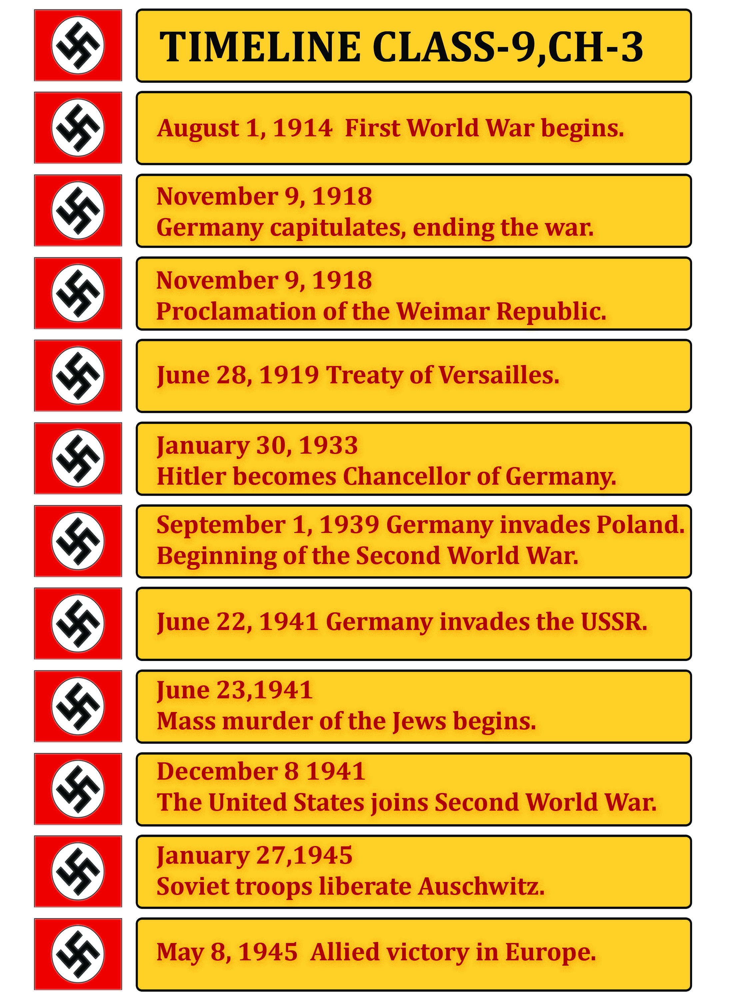 TIMELINE CLASS-9,CH-3
August 1, 1914 First World War begins.
November 9, 1918
Germany capitulates, ending the war.
November 9, 1918
Proclamation of the Weimar Republic.
June 28, 1919 Treaty of Versailles.
January 30, 1933
Hitler becomes Chancellor of Germany.
September 1, 1939 Germany invades Poland.
Beginning of the Second World War.
June 22, 1941 Germany invades the USSR.
June 23,1941
Mass murder of the Jews begins.
December 8 1941
The United States joins Second World War.
January 27,1945
Soviet troops liberate Auschwitz.
May 8, 1945 Allied victory in Europe.